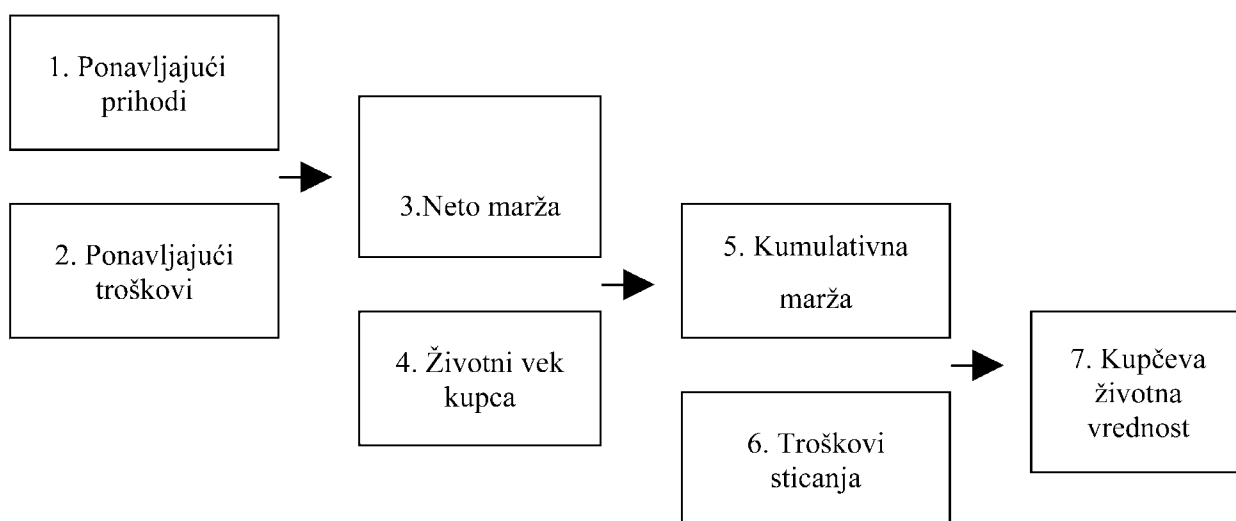 1. Ponavljajući
prihodi
2. Ponavljajući
troškovi
3.Neto marža
4. Životni vek
kupca
5. Kumulativna
marža
6. Troškovi
sticanja
7. Kupčeva
životna
vrednost